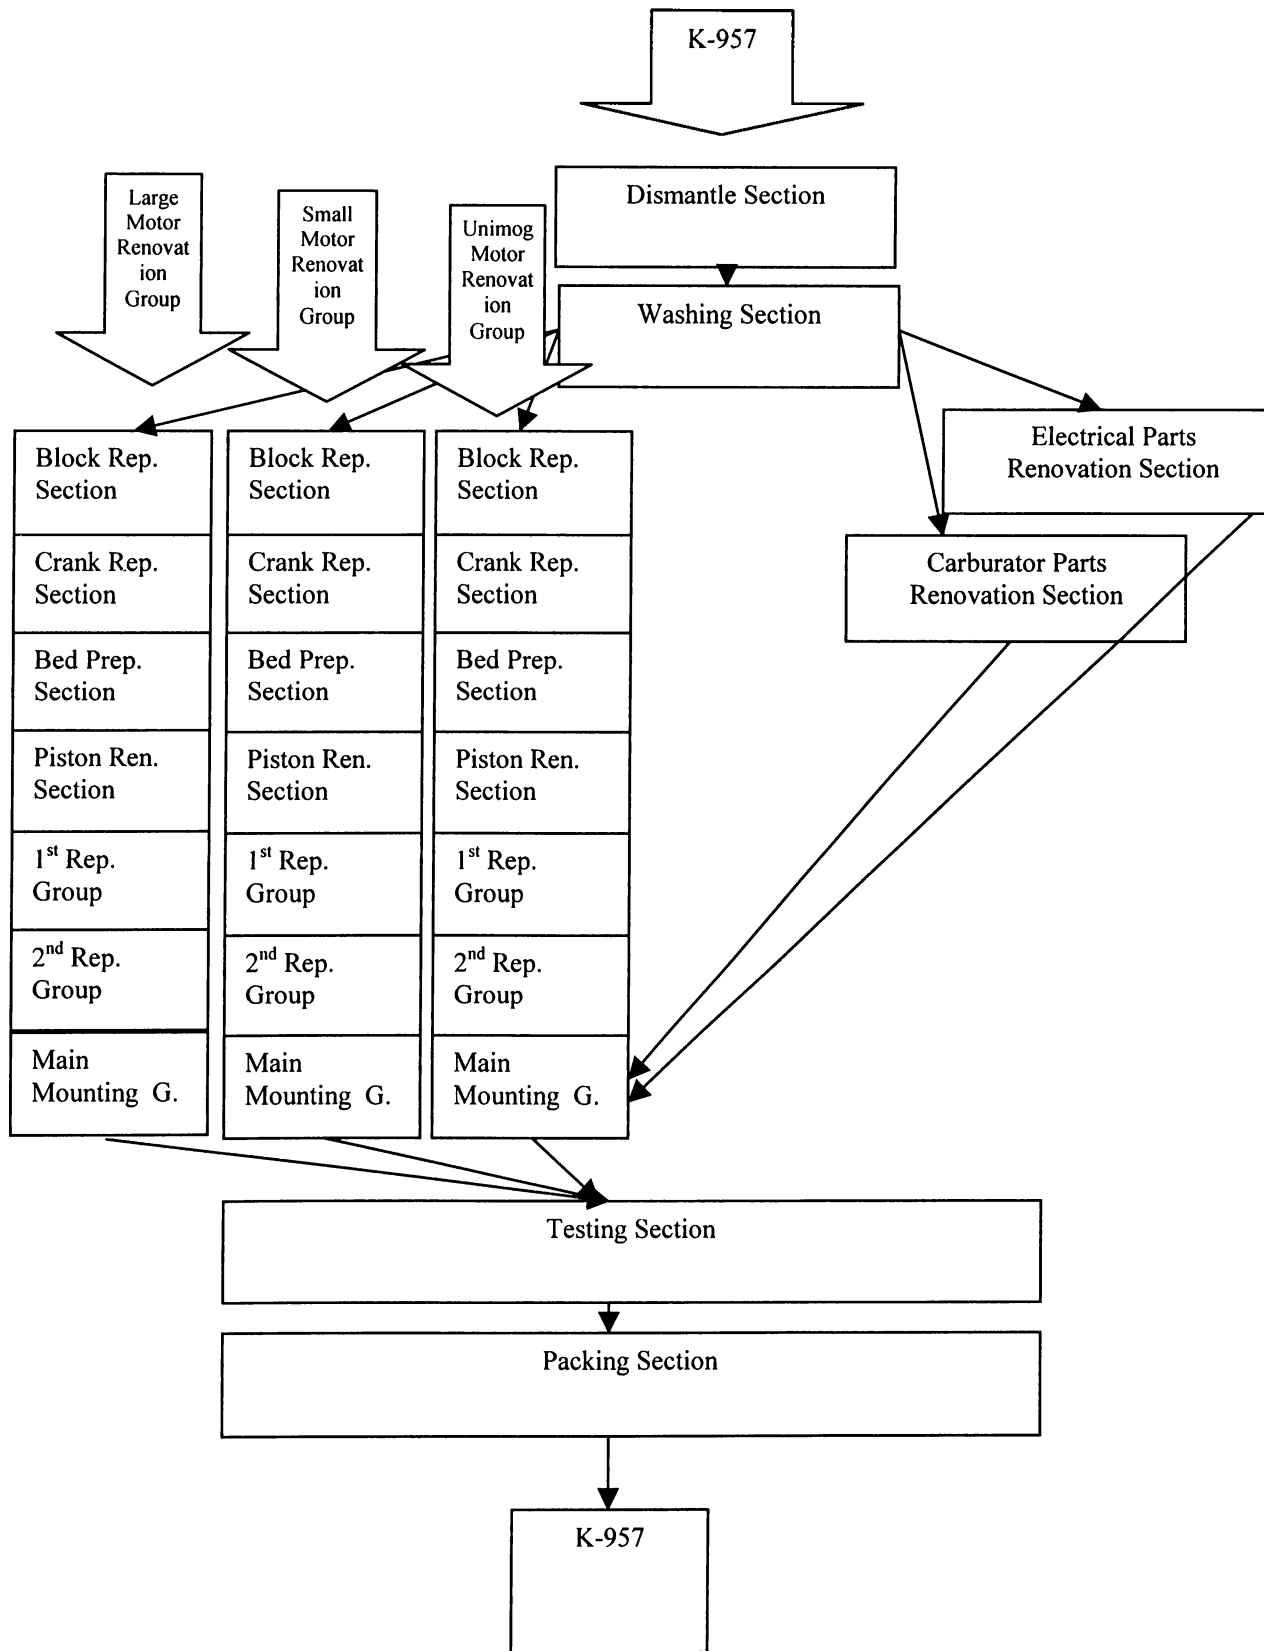 K-957
Dismantle Section
Large
Motor
Renovat
ion
Group
Small
Motor
Renovat
ion
Group
Unimog
Motor
Renovat
ion
Group
Washing Section
Electrical Parts
Renovation Section
Carburator Parts
Renovation Section
Block Rep.
Section
Crank Rep.
Section
Bed Prep.
Section
Piston Ren.
Section
1st Rep.
Group
2nd Rep.
Group
Main
Mounting G.
Block Rep.
Section
Crank Rep.
Section
Bed Prep.
Section
Piston Ren.
Section
1st Rep.
Group
2nd Rep.
Group
Main
Mounting G.
Block Rep.
Section
Crank Rep.
Section
Bed Prep.
Section
Piston Ren.
Section
1st Rep.
Group
2nd Rep.
Group
Main
Mounting G.
Testing Section
Packing Section
K-957